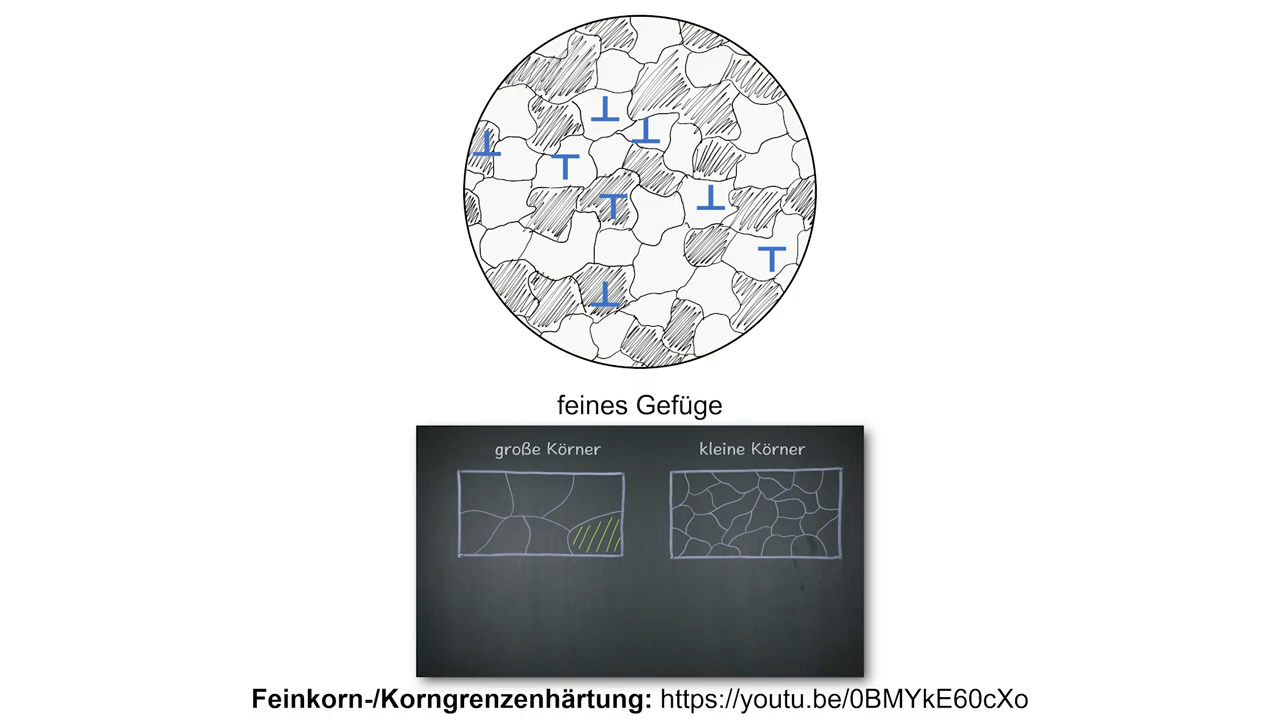 feines Gefüge
große Körner
kleine Körner
Feinkorn-/Korngrenzenhärtung: https://youtu.be/0BMYkE60cXo